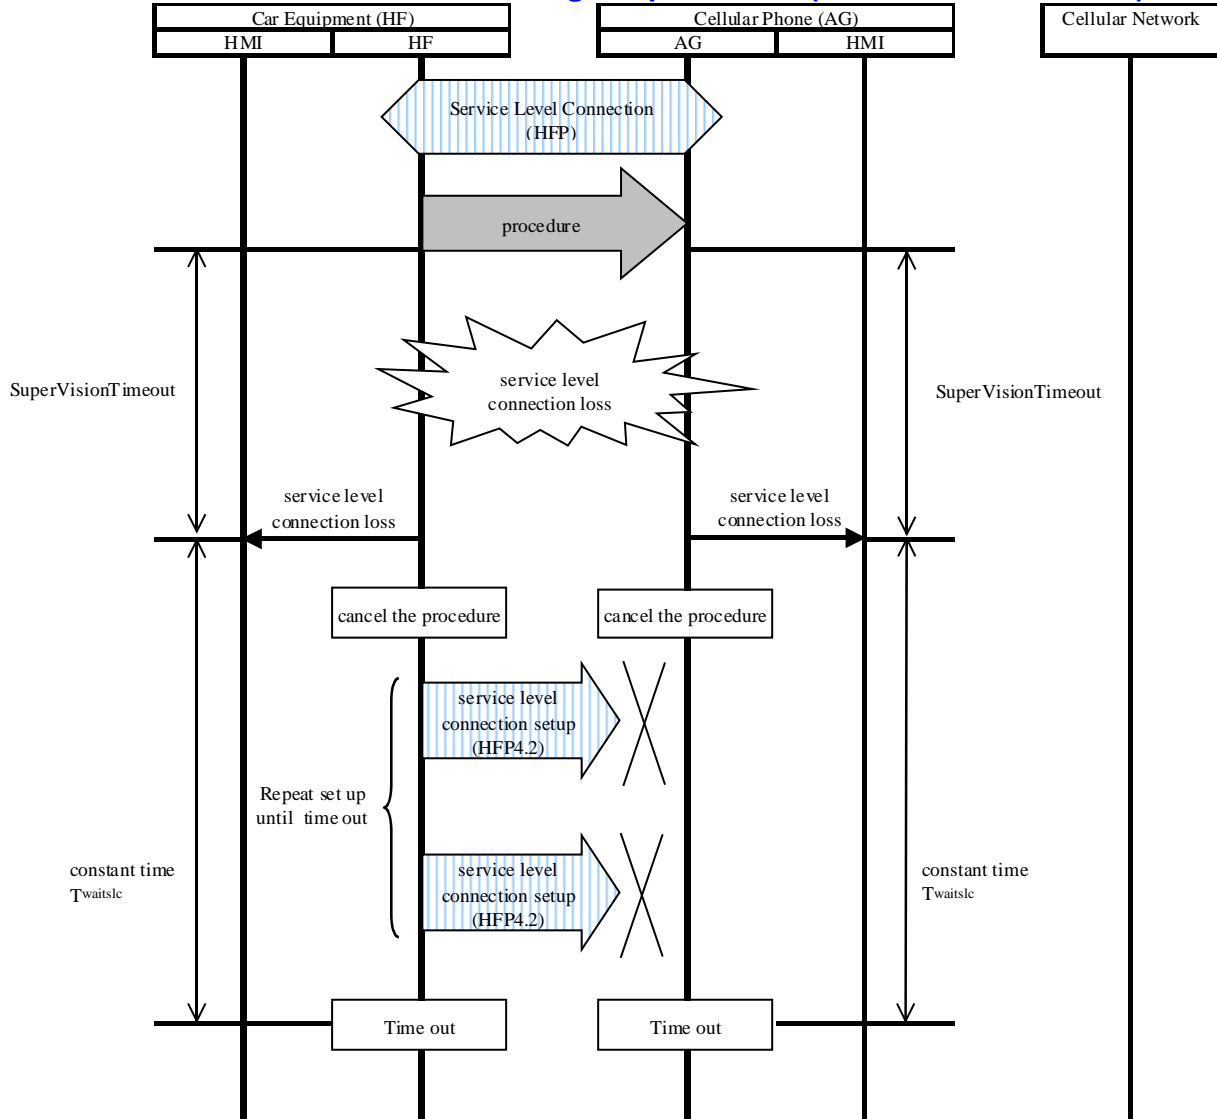 Car Equipment (HF)
Cellular Phone (AG)
Cellular Network
HMI
HF
AG
HMI
Service Level Connection
(HFP)
procedure
SuperVisionTimeout
service level
connection loss
SuperVisionTimeout
service level
connection loss
service level
connection loss
cancel the procedure
cancel the procedure
service level
connection setup
(HFP4.2)
Repeat set up
until time out
service level
connection setup
(HFP4.2)
constant time
Twaitslc
constant time
Twaitslc
Time out
Time out